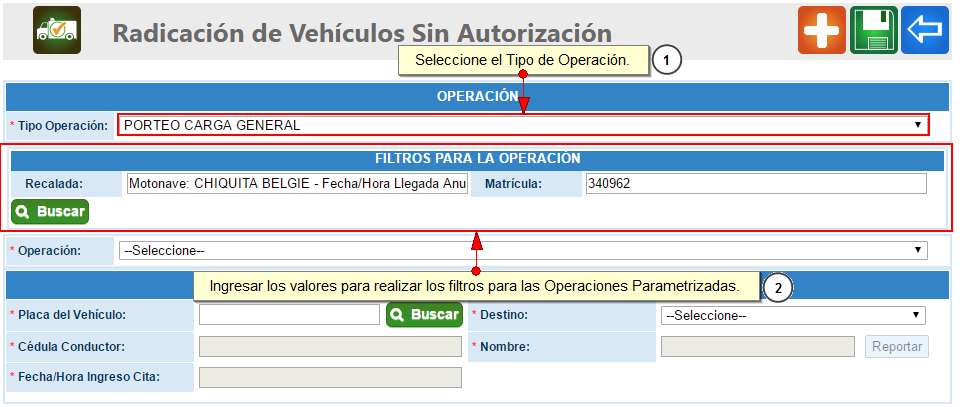 Radicación de Vehículos Sin Autorización
Seleccione el Tipo de Operación.
1
OPERACIÓN
* Tipo Operación: PORTEO CARGA GENERAL
FILTROS PARA LA OPERACIÓN
Recalada: Motonave: CHIQUITA BELGIE - Fecha/Hora Llegada Anu Matrícula: 340962
Buscar
* Operación: --Seleccione--
Ingresar los valores para realizar los filtros para las Operaciones Parametrizadas.
2
* Placa del Vehículo: Buscar * Destino: --Seleccione--
* Cédula Conductor: * Nombre: Reportar
* Fecha/Hora Ingreso Cita: